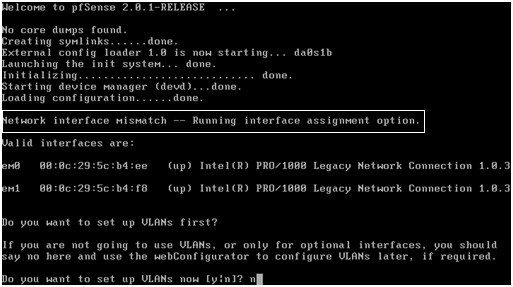 Welcome to pfSense 2.0.1-RELEASE  ...
No core dumps found.
Creating symlinks......done.
External config loader 1.0 is now starting... da0s1b
Launching the init system... done.
Initializing........................... done.
Starting device manager (devd)...done.
Loading configuration......done.
Network interface mismatch -- Running interface assignment option.
Valid interfaces are:
em0   00:0c:29:5c:b4:ee   (up) Intel(R) PRO/1000 Legacy Network Connection 1.0.3
em1   00:0c:29:5c:b4:f8   (up) Intel(R) PRO/1000 Legacy Network Connection 1.0.3
Do you want to set up VLANs first?
If you are not going to use VLANs, or only for optional interfaces, you should
say no here and use the webConfigurator to configure VLANs later, if required.
Do you want to set up VLANs now [y|n]? n